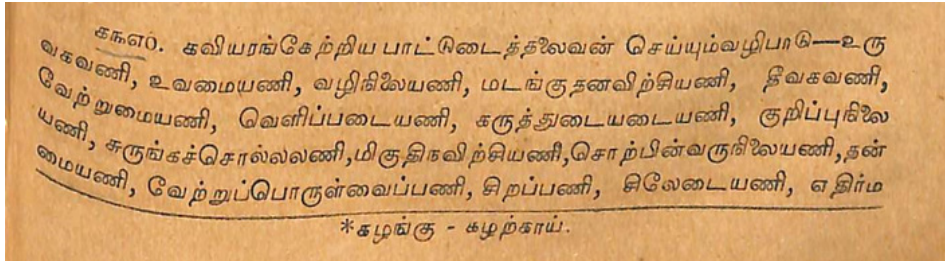 க௩எ0. கவியரங்கேற்றிய பாட்டுடைத்தலைவன் செய்யும்வழிபாடு—உரு
வகவணி, உவமையணி, வழிநிலையணி, மடங்குதனவிற்சியணி, தீவகவணி,
வேற்றுமையணி, வெளிப்படையணி, கருத்துடையடையணி, குறிப்புநிலை
யணி, சுருங்கச்சொல்லலணி,மிகுதிநவிற்சியணி,சொற்பின்வருநிலையணி,தன்
மையணி, வேற்றுப்பொருள்வைப்பணி, சிறப்பணி, சிலேடையணி, எதிர்ம
*கழங்கு - கழற்காய்.